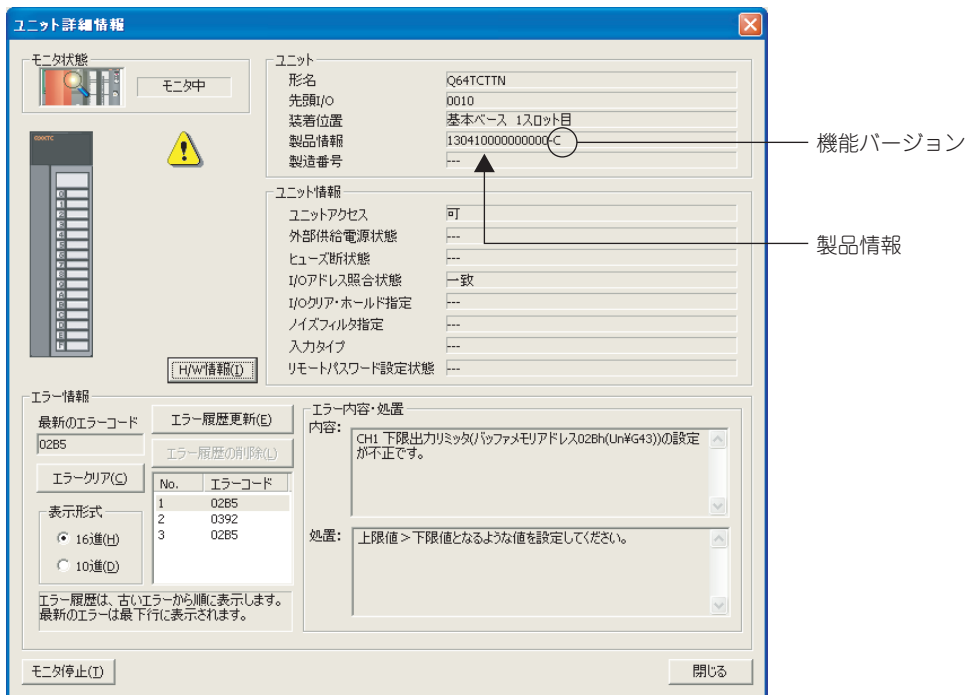 ユニット詳細情報
モニタ状態
モニタ中
ユニット
形名 Q64TCTTN
先頭I/O 0010
装着位置 基本ベース 1スロット目
製品情報 130410000000000-C
製造番号 ---
機能バージョン
製品情報
ユニット情報
ユニットアクセス 可
外部供給電源状態 ---
ヒューズ断状態 ---
I/Oアドレス照合状態 一致
I/Oクリア・ホールド指定 ---
ノイズフィルタ指定 ---
入力タイプ ---
リモートパスワード設定状態 ---
0
1
2
3
4
5
6
7
8
9
A
B
C
D
E
F
H/W情報(I)
エラー情報
最新のエラーコード
02B5
エラークリア(C)
表示形式
16進(H)
10進(D)
エラー履歴更新(E)
エラー履歴の削除(L)
No. エラーコード
1 02B5
2 0392
3 02B5
エラー履歴は、古いエラーから順に表示します。
最新のエラーは最下行に表示されます。
エラー内容・処置
内容:
CH1 下限出力リミッタ(バッファメモリアドレス02Bh(Un¥G43))の設定
が不正です。
処置:
上限値>下限値となるような値を設定してください。
モニタ停止(T)
閉じる